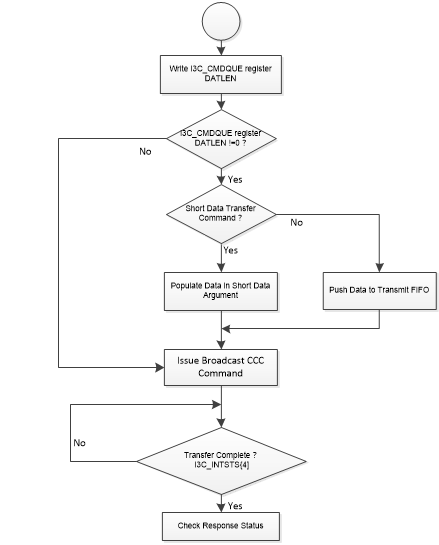 Write I3C_CMDQUE register
DATLEN
I3C_CMDQUE register
DATLEN !=0 ?
No
Yes
Short Data Transfer
Command ?
No
Yes
Populate Data in Short Data
Argument
Push Data to Transmit FIFO
Issue Broadcast CCC
Command
Transfer Complete ?
I3C_INTSTS{4]
No
Yes
Check Response Status